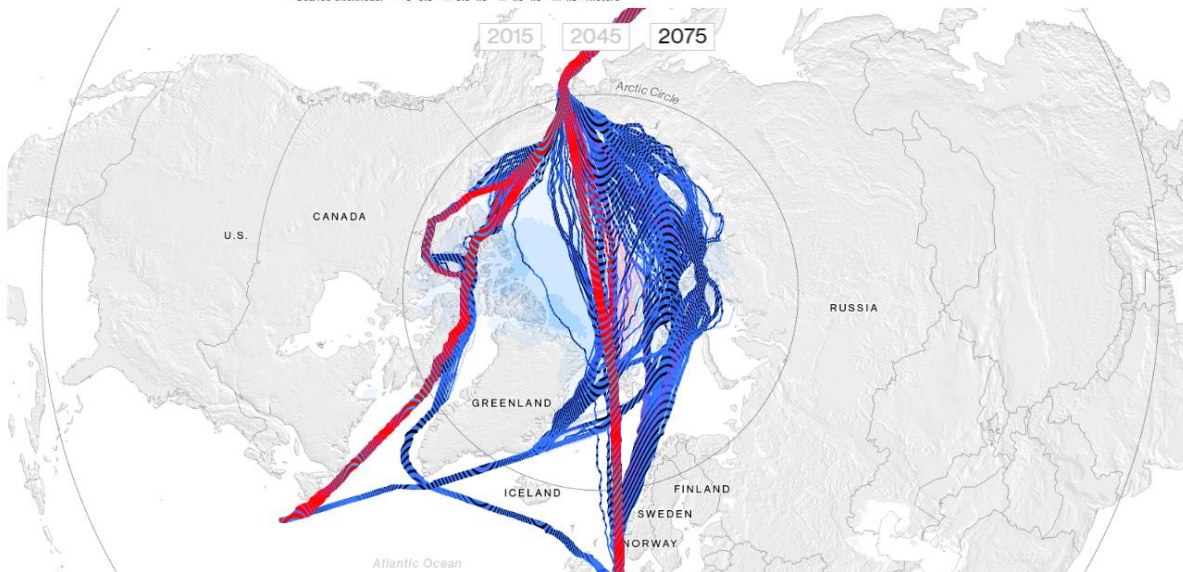 2015 2045 2075
Arctic Circle
CANADA
U.S.
RUSSIA
GREENLAND
ICELAND
FINLAND
SWEDEN
NORWAY
Atlantic Ocean